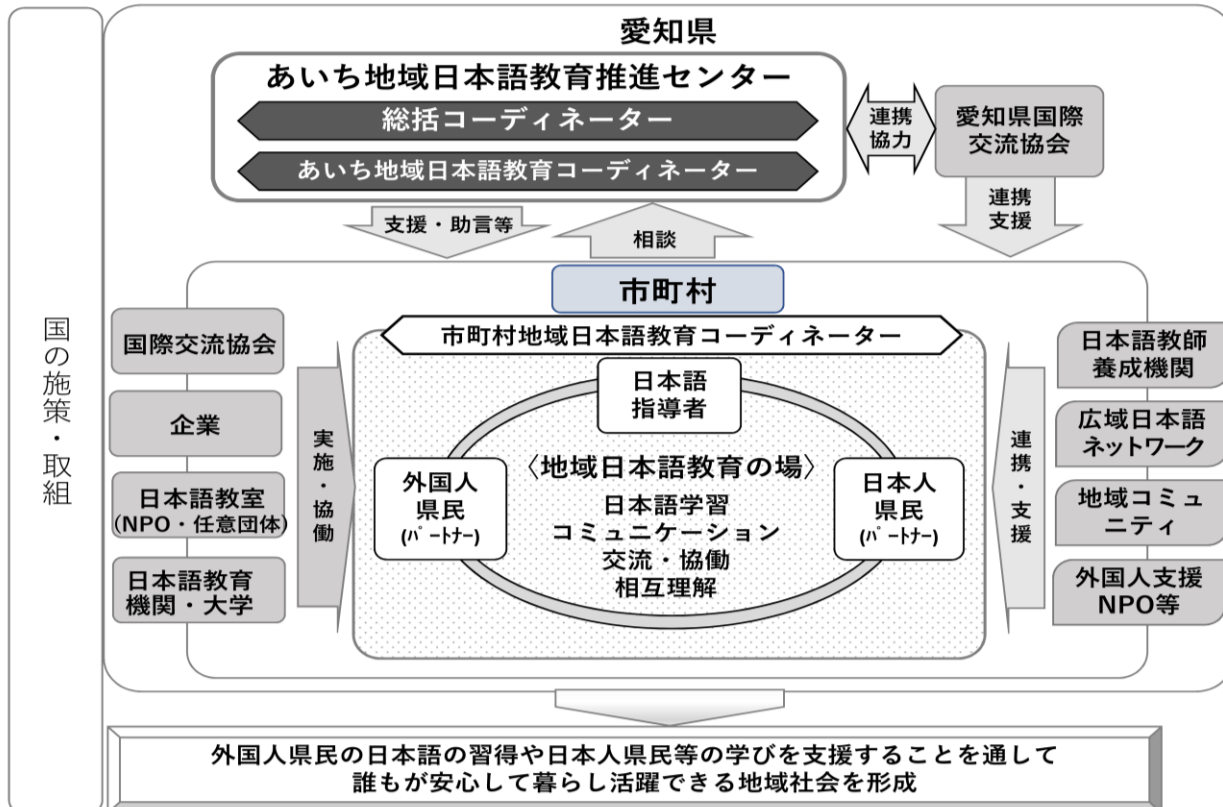 国の施策・取組
愛知県
あいち地域日本語教育推進センター
総括コーディネーター
あいち地域日本語教育コーディネーター
連携
協力
愛知県国際
交流協会
支援・助言等
相談
連携
支援
市町村
市町村地域日本語教育コーディネーター
国際交流協会
企業
日本語教室
(NPO・任意団体)
日本語教育
機関・大学
実施・協働
日本語
指導者
外国人
県民
(ﾊﾟｰﾄﾅｰ)
〈地域日本語教育の場〉
日本語学習
コミュニケーション
交流・協働
相互理解
日本人
県民
(ﾊﾟｰﾄﾅｰ)
連携・支援
日本語教師
養成機関
広域日本語
ネットワーク
地域コミュ
ニティ
外国人支援
NPO等
外国人県民の日本語の習得や日本人県民等の学びを支援することを通して
誰もが安心して暮らし活躍できる地域社会を形成